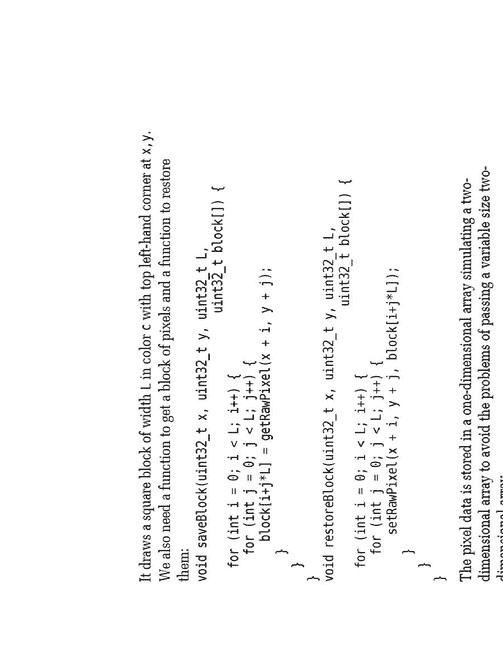 It draws a square block of width L in color c with top left-hand corner at x,y.
We also need a function to get a block of pixels and a function to restore
them:
void saveBlock(uint32_t x, uint32_t y, uint32_t L,
uint32_t block[]) {
for (int i = 0; i < L; i++) {
for (int j = 0; j < L; j++) {
block[i+j*L] = getRawPixel(x + i, y + j);
}
}
}
void restoreBlock(uint32_t x, uint32_t y, uint32_t L,
uint32_t block[]) {
for (int i = 0; i < L; i++) {
for (int j = 0; j < L; j++) {
setRawPixel(x + i, y + j, block[i+j*L]);
}
}
}
The pixel data is stored in a one-dimensional array simulating a two-
dimensional array to avoid the problems of passing a variable size two-
dimensional array